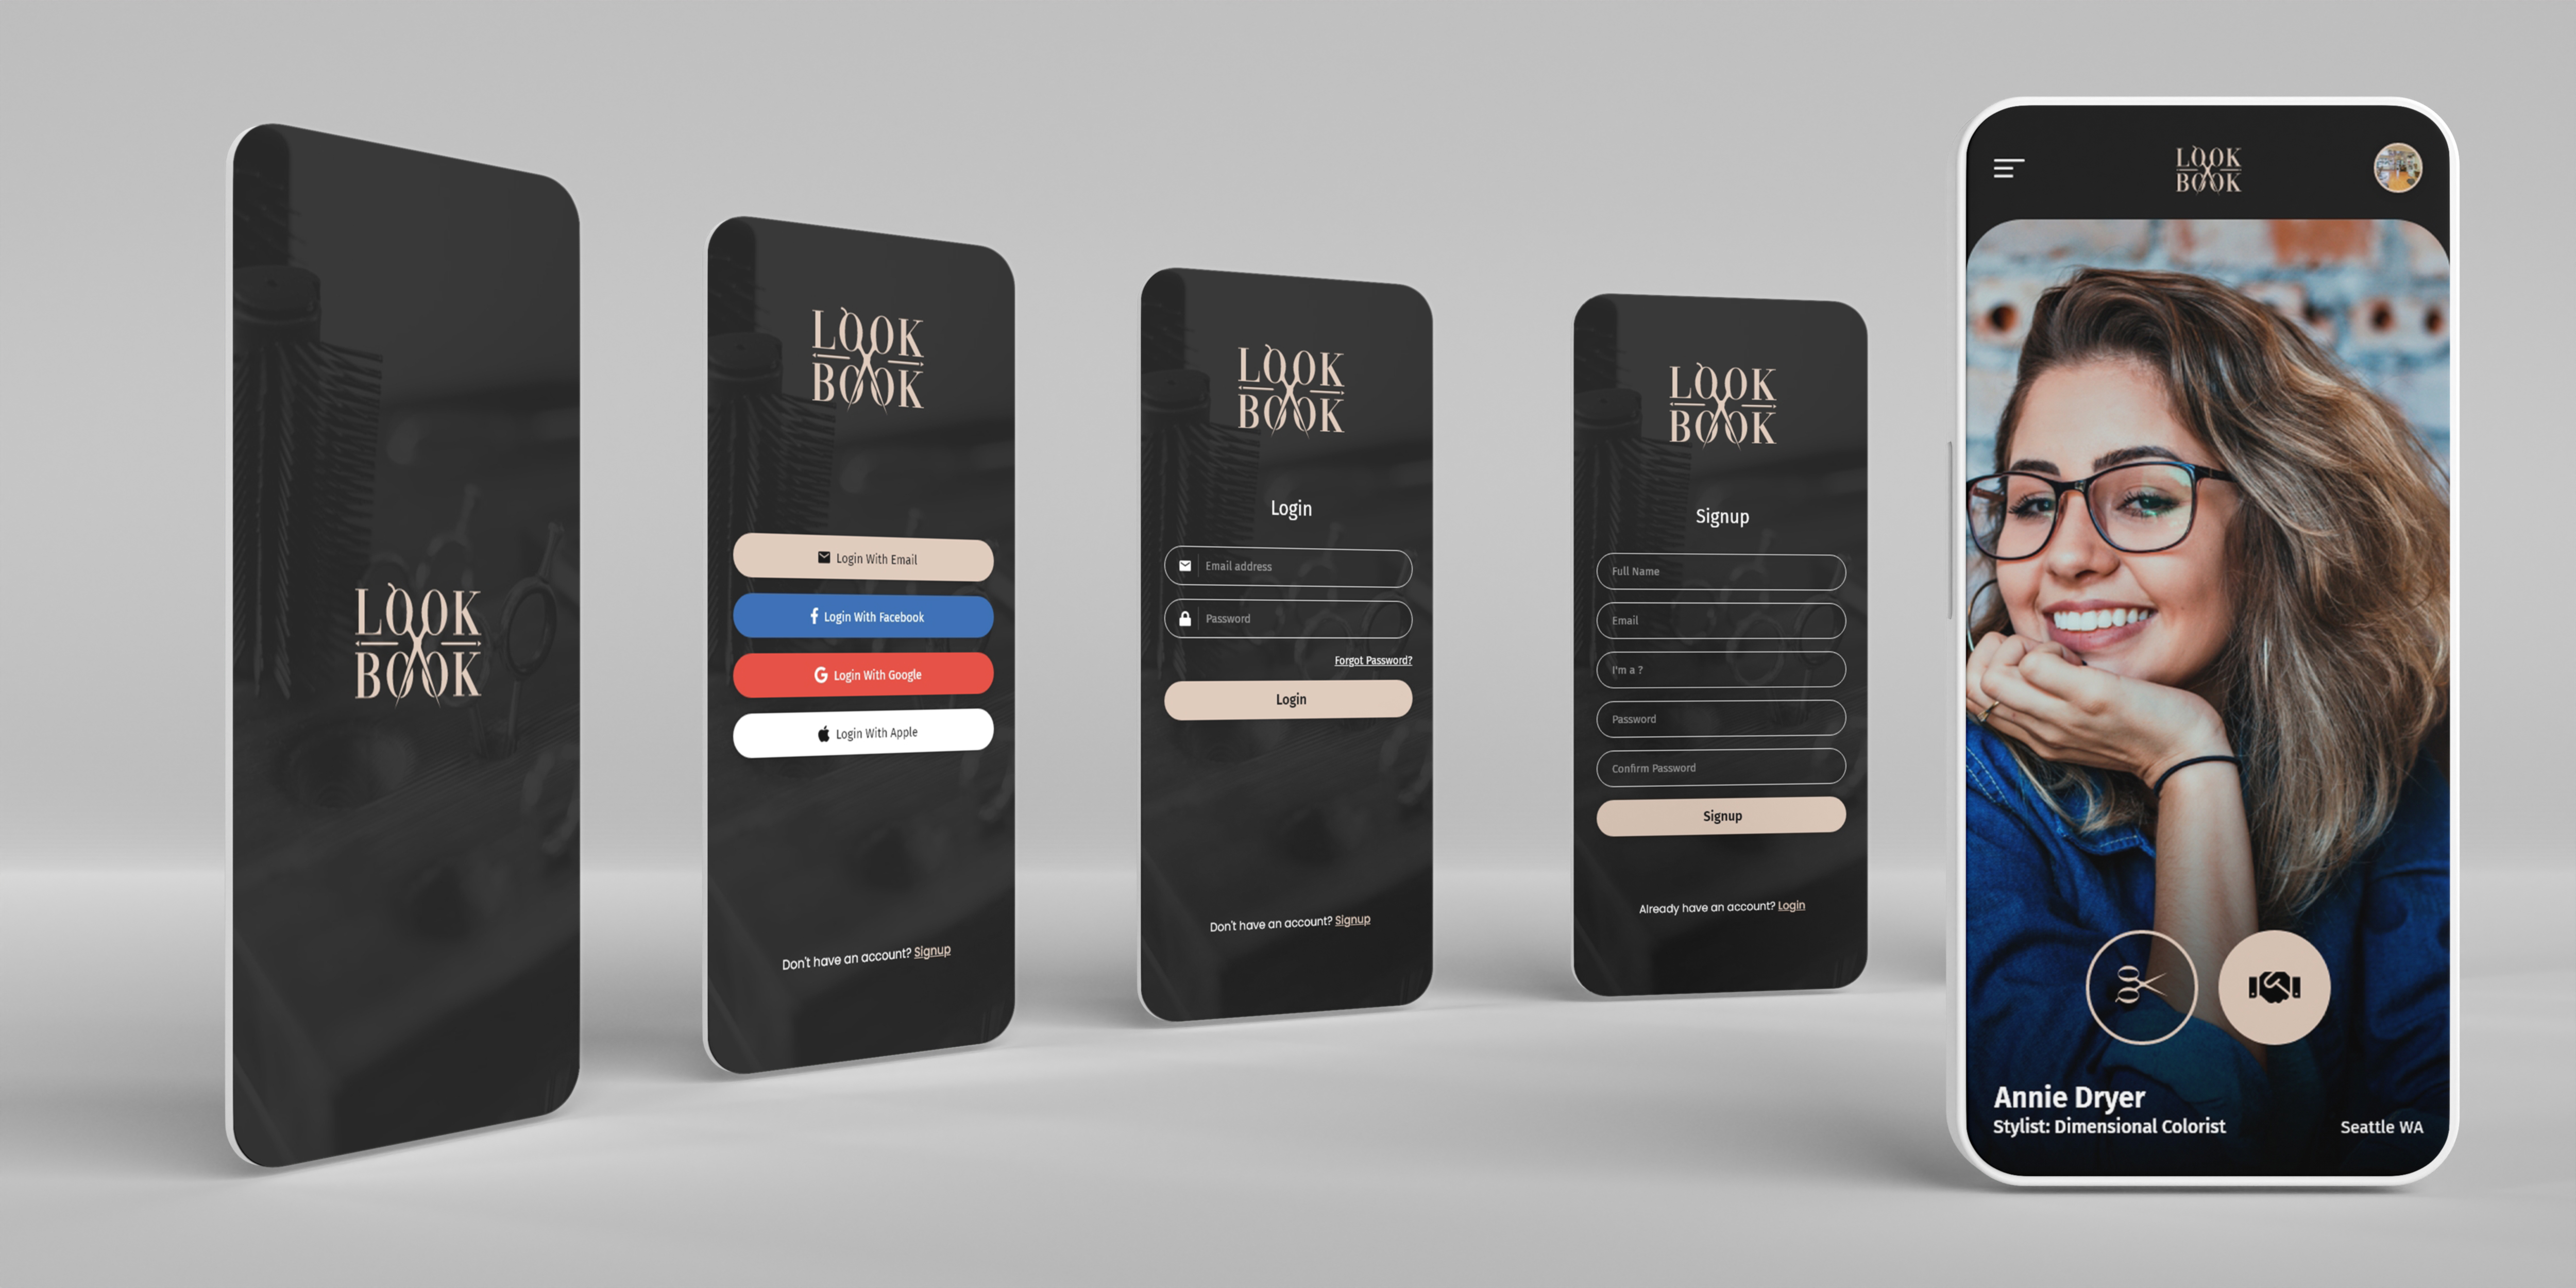 LOOK
BOOK
LOOK
BOOK
Login With Email
Login With Facebook
Login With Google
Login With Apple
Don't have an account? Signup
LOOK
BOOK
Login
Email address
Password
Forgot Password?
Login
Don't have an account? Signup
LOOK
BOOK
Signup
Full Name
Email
I'm a ?
Password
Confirm Password
Signup
Already have an account? Login
LOOK
BOOK
Annie Dryer
Stylist: Dimensional Colorist
Seattle WA